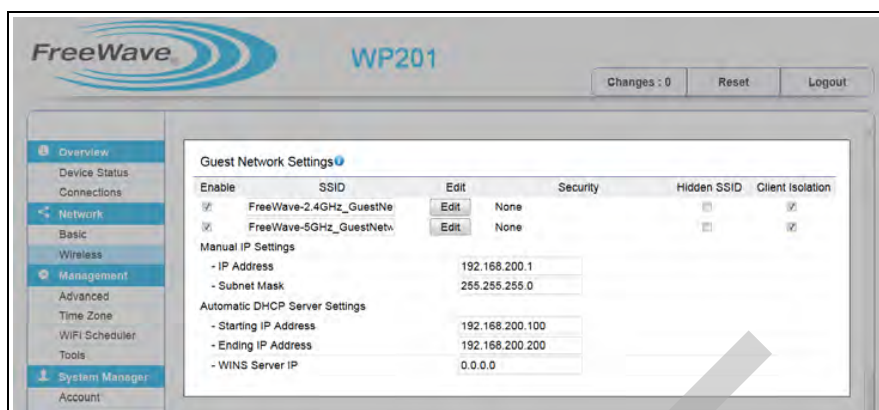 FreeWave
WP201
Changes : 0 Reset Logout
Overview
Device Status
Connections
Network
Basic
Wireless
Management
Advanced
Time Zone
WiFi Scheduler
Tools
System Manager
Account
Guest Network Settings
Enable SSID Edit Security Hidden SSID Client Isolation
FreeWave-2.4GHz_GuestNe Edit None
FreeWave-5GHz_GuestNetw Edit None
Manual IP Settings
- IP Address 192.168.200.1
- Subnet Mask 255.255.255.0
Automatic DHCP Server Settings
- Starting IP Address 192.168.200.100
- Ending IP Address 192.168.200.200
- WINS Server IP 0.0.0.0